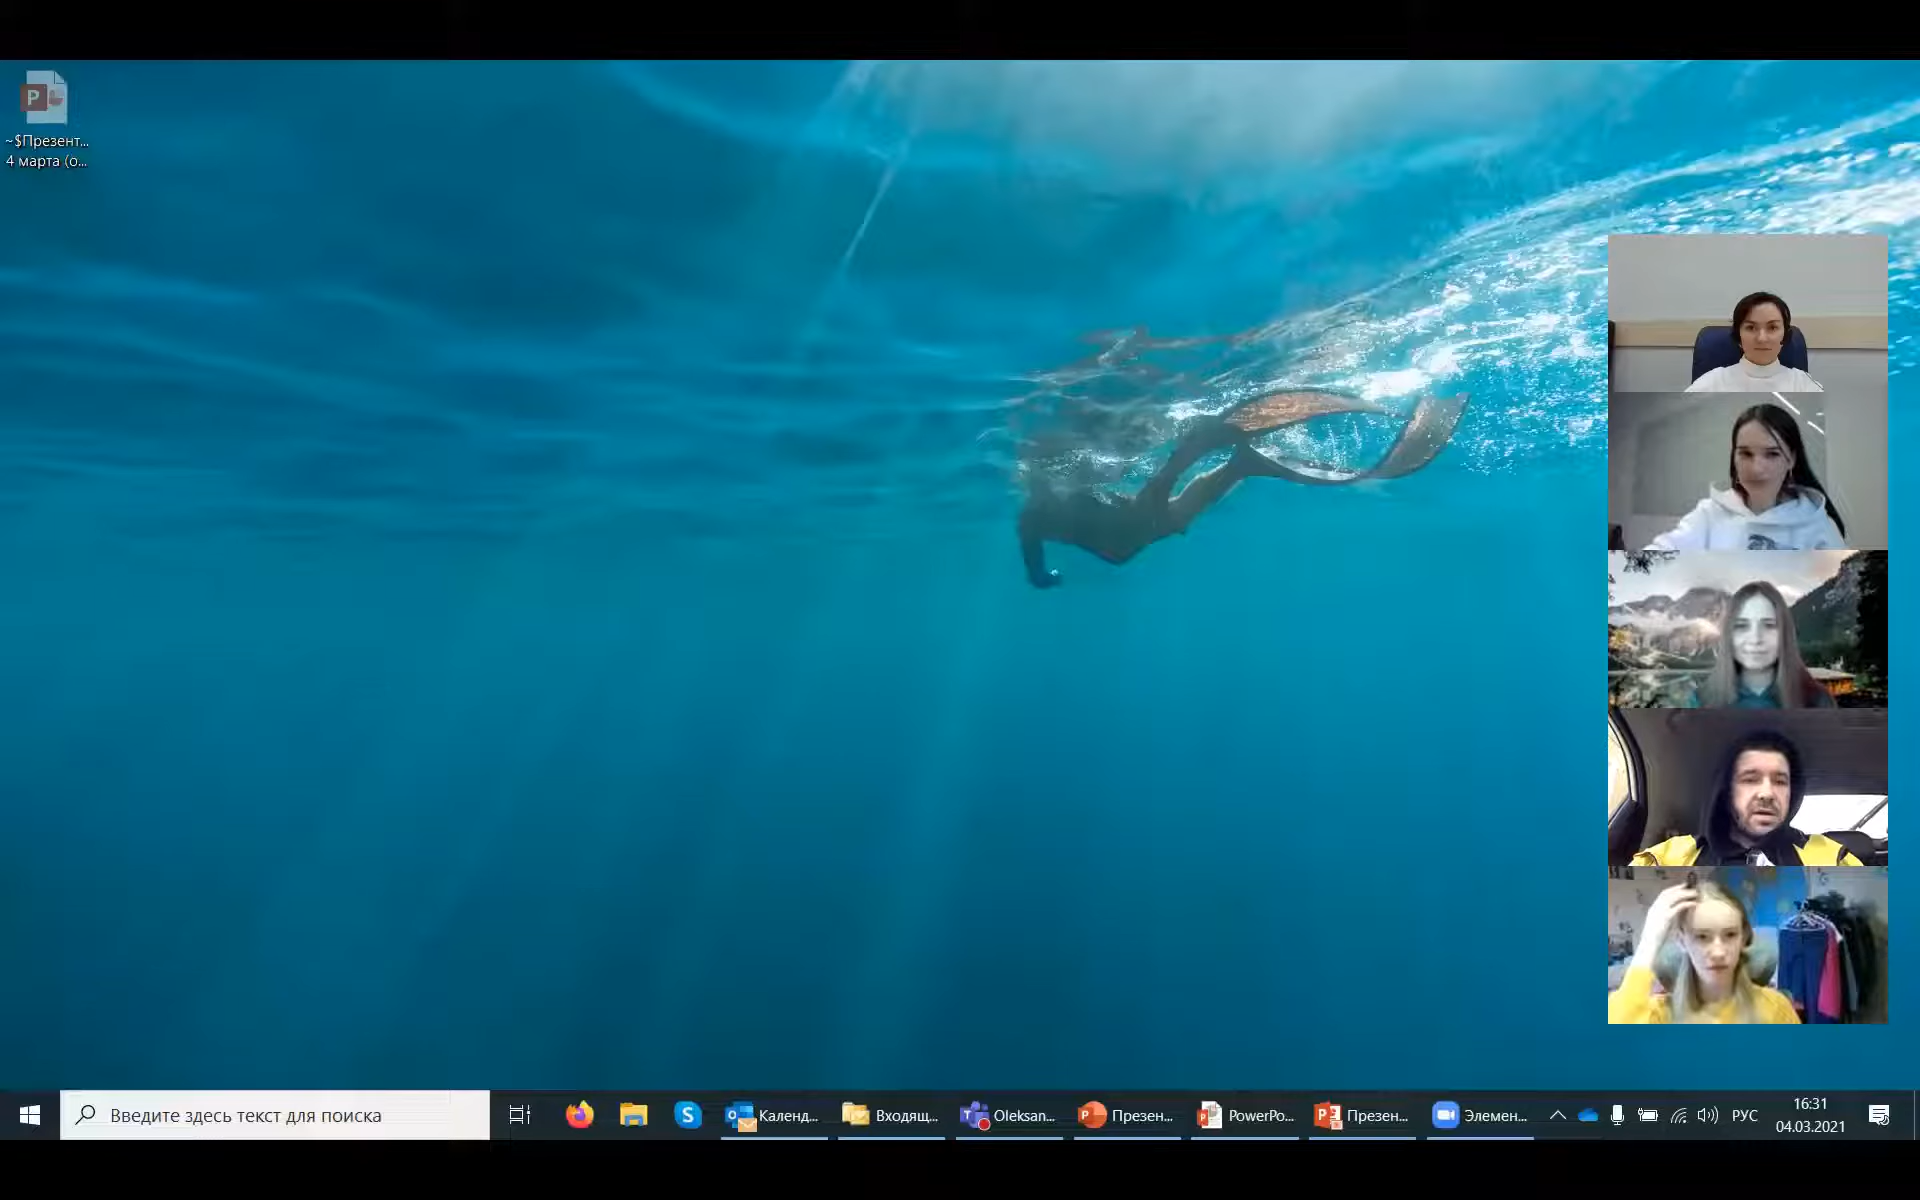 ~$Презент...
4 марта (о...
Введите здесь текст для поиска
Календ...
Входящ...
Oleksan...
Презен...
PowerPo...
Презен...
Элемен...
РУС
16:31
04.03.2021